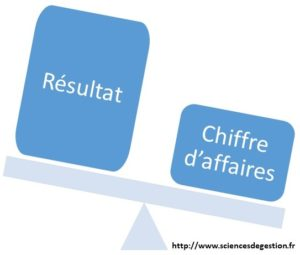 Résultat
Chiffre
d'affaires
http://www.sciencesdegestion.fr